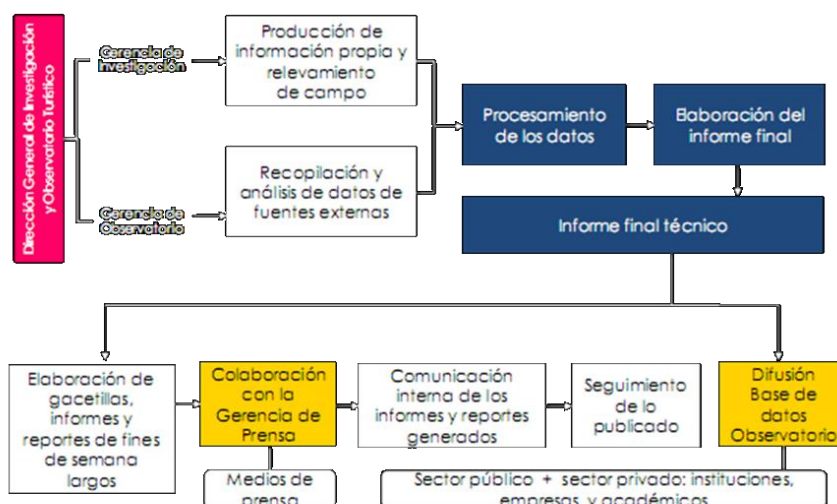 Dirección General de Investigación
y Observatorio Turístico
Gerencia de
Investigación
Producción de
información propia y
relevamiento
de campo
Gerencia de
Observatorio
Recopilación y
análisis de datos de
fuentes externas
Procesamiento
de los datos
Elaboración del
informe final
Informe final técnico
Elaboración de
gacetillas,
informes y
reportes de fines
de semana
largos
Colaboración
con la
Gerencia de
Prensa
Comunicación
interna de los
informes y reportes
generados
Seguimiento
de lo
publicado
Difusión
Base de
datos
Observatorio
Medios de
prensa
Sector público + sector privado: instituciones,
empresas y académicos